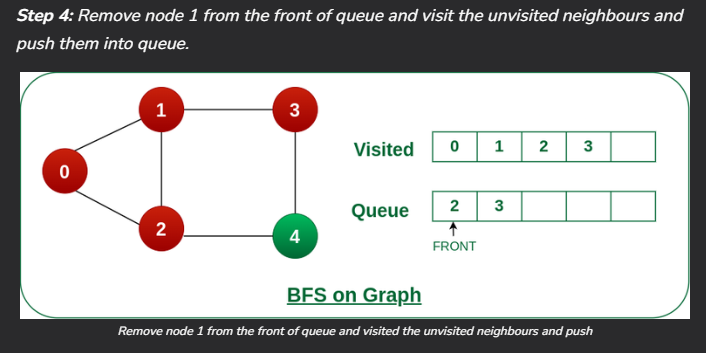 Step 4: Remove node 1 from the front of queue and visit the unvisited neighbours and
push them into queue.
1
3
0
2
4
Visited 0 1 2 3
Queue 2 3
FRONT
BFS on Graph
Remove node 1 from the front of queue and visited the unvisited neighbours and push